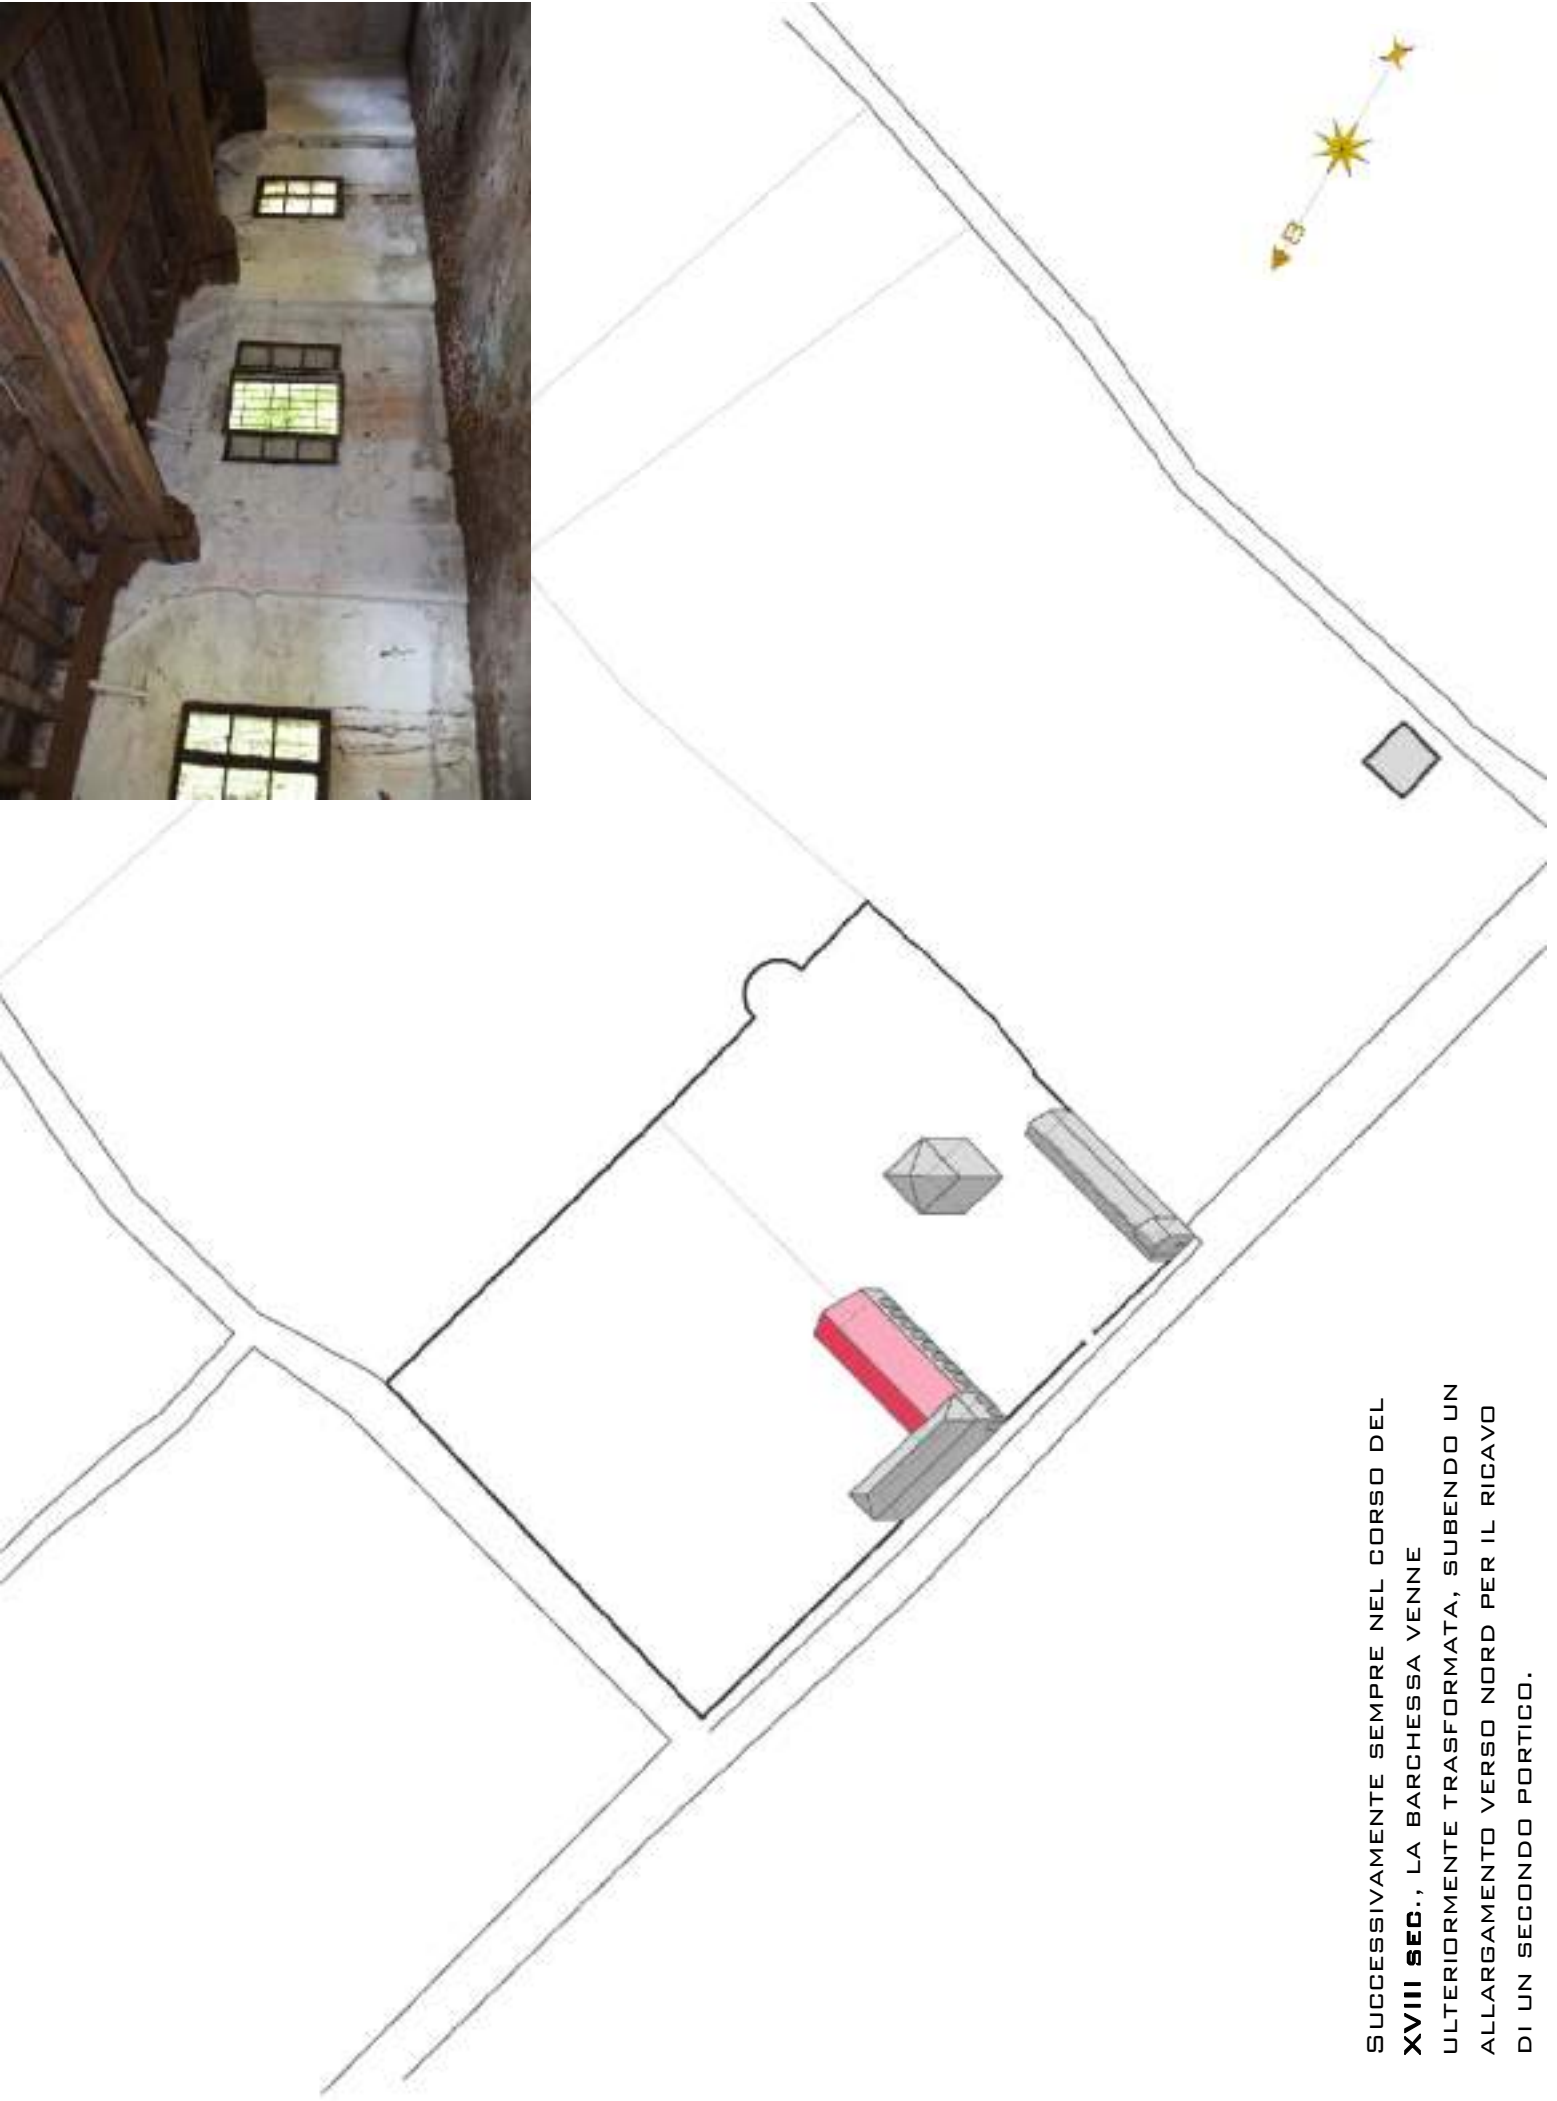 SUCCESSIVAMENTE SEMPRE NEL CORSO DEL
XVIII SEC., LA BARCHESSA VENNE
ULTERIORMENTE TRASFORMATA, SUBENDO UN
ALLARGAMENTO VERSO NORD PER IL RICAVO
DI UN SECONDO PORTICO.